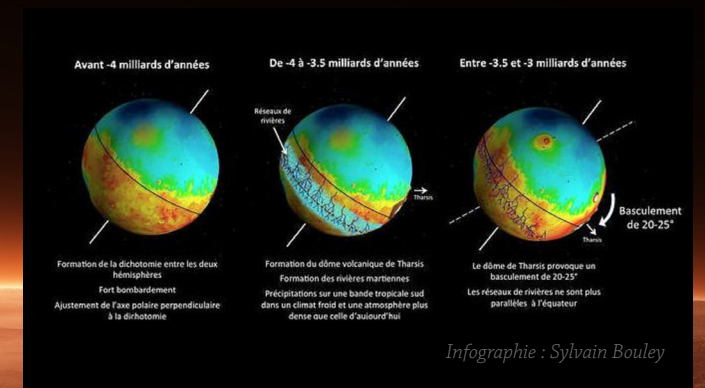 Avant -4 milliards d'années
Formation de la dichotomie entre les deux
hémisphères
Fort bombardement
Ajustement de l'axe polaire perpendiculaire
à la dichotomie
De -4 à -3.5 milliards d'années
Réseaux de
rivières
Tharsis
Formation du dôme volcanique de Tharsis
Formation des rivières martiennes
Précipitations sur une bande tropicale sud
dans un climat froid et une atmosphère plus
dense que celle d'aujourd'hui
Entre -3.5 et -3 milliards d'années
Basculement
de 20-25°
Tharsis
Le dôme de Tharsis provoque un
basculement de 20-25°
Les réseaux de rivières ne sont plus
parallèles à l'équateur
Infographie : Sylvain Bouley